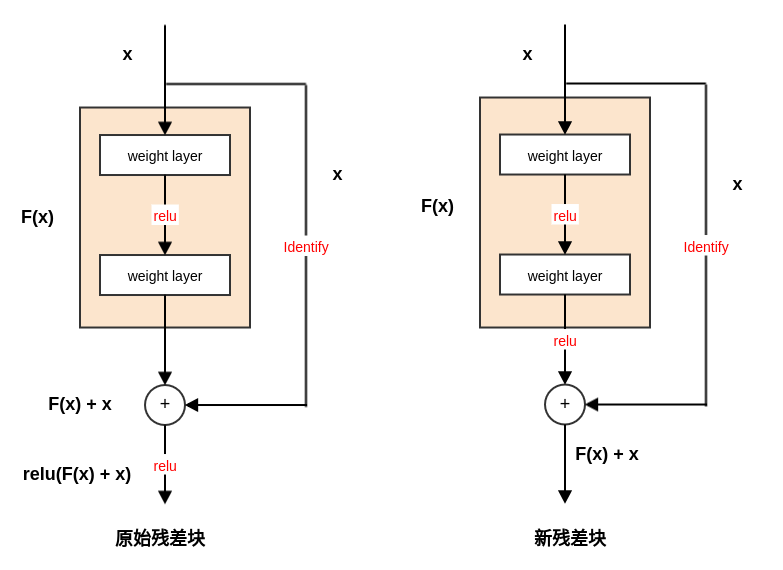 x
weight layer
x
F(x)
relu
Identify
weight layer
F(x) + x
+
relu(F(x) + x)
relu
原始残差块
x
weight layer
x
F(x)
relu
Identify
weight layer
relu
+
F(x) + x
新残差块